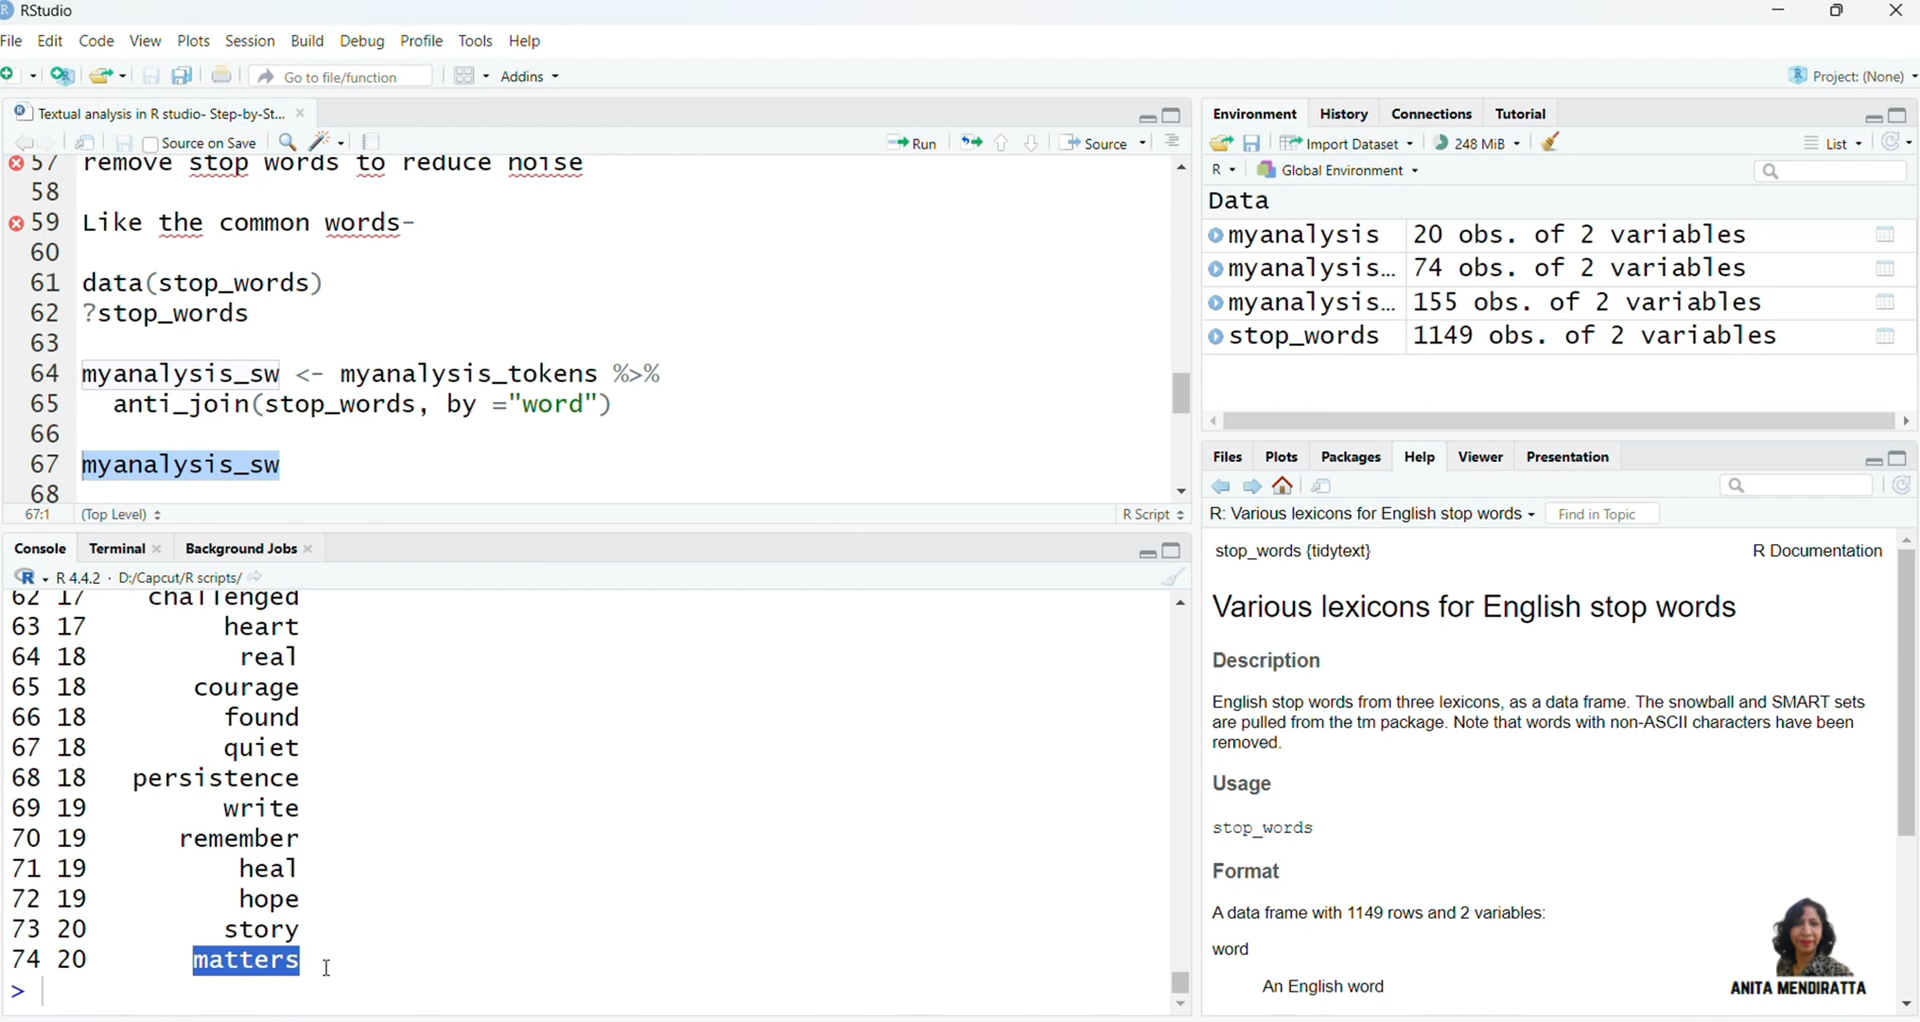 RStudio
File Edit Code View Plots Session Build Debug Profile Tools Help
Go to file/function Addins Project: (None)
Textual analysis in R studio- Step-by-St...
Source on Save Run Source
57 remove stop words to reduce noise
58
59 Like the common words-
60
61 data(stop_words)
62 ?stop_words
63
64 myanalysis_sw <- myanalysis_tokens %>%
65 anti_join(stop_words, by ="word")
66
67 myanalysis_sw
68
67:1 (Top Level) R Script
Console Terminal Background Jobs
R 4.4.2 · D:/Capcut/R scripts/
62 17 challenged
63 17 heart
64 18 real
65 18 courage
66 18 found
67 18 quiet
68 18 persistence
69 19 write
70 19 remember
71 19 heal
72 19 hope
73 20 story
74 20 matters
>
Environment History Connections Tutorial
Import Dataset 248 MiB List
R Global Environment
Data
myanalysis 20 obs. of 2 variables
myanalysis... 74 obs. of 2 variables
myanalysis... 155 obs. of 2 variables
stop_words 1149 obs. of 2 variables
Files Plots Packages Help Viewer Presentation
R: Various lexicons for English stop words Find in Topic
stop_words {tidytext} R Documentation
Various lexicons for English stop words
Description
English stop words from three lexicons, as a data frame. The snowball and SMART sets
are pulled from the tm package. Note that words with non-ASCII characters have been
removed.
Usage
stop_words
Format
A data frame with 1149 rows and 2 variables:
word
An English word
ANITA MENDIRATTA